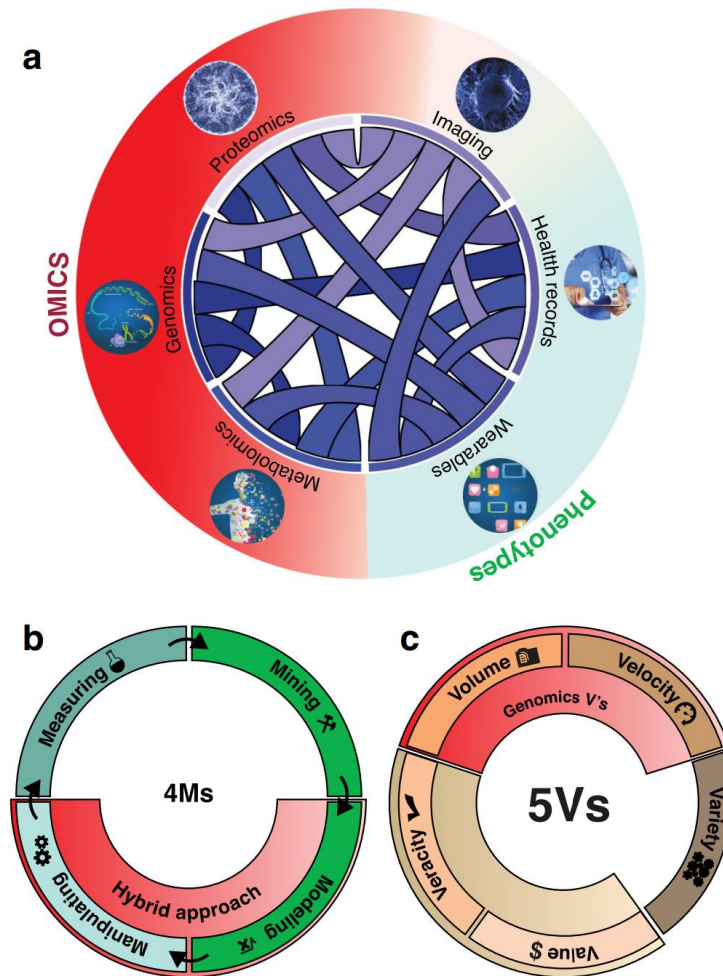 a
OMICS
Proteomics
Imaging
Genomics
Health records
Metabolomics
Wearables
Phenotypes
b
Measuring
Mining
4Ms
Hybrid approach
Manipulating
Modeling
√x
c
Volume
Velocity
Genomics V's
5Vs
Variety
Veracity
Value $